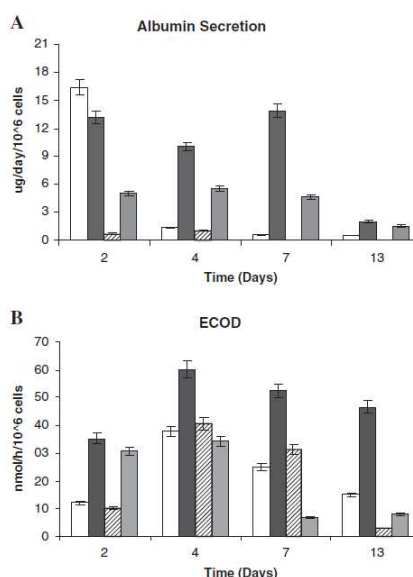 A
Albumin Secretion
21
18
15
12
9
6
3
0
ug/day/10^6 cells
2 4 7 13
Time (Days)
B
ECOD
70
60
50
40
03
20
10
0
nmol/h/10^6 cells
2 4 7 13
Time (Days)